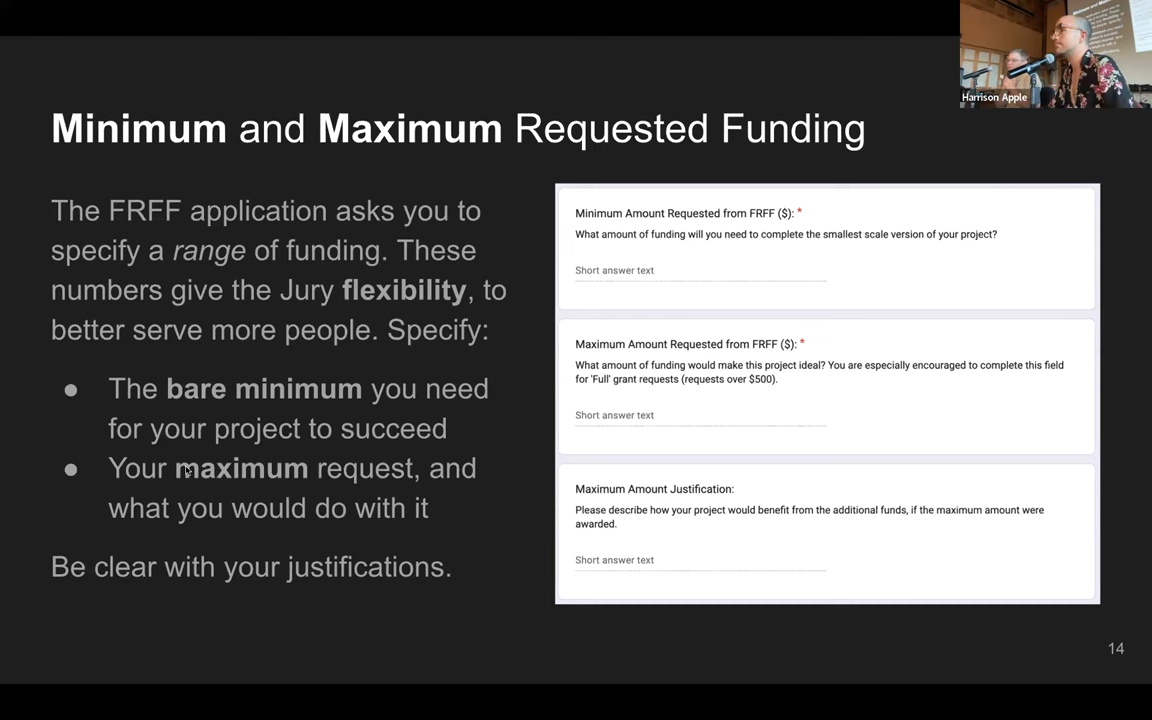 Harrison Apple
Minimum and Maximum Requested Funding
The FRFF application asks you to
specify a range of funding. These
numbers give the Jury flexibility, to
better serve more people. Specify:
● The bare minimum you need
for your project to succeed
● Your maximum request, and
what you would do with it
Be clear with your justifications.
Minimum Amount Requested from FRFF ($): *
What amount of funding will you need to complete the smallest scale version of your project?
Short answer text
Maximum Amount Requested from FRFF ($): *
What amount of funding would make this project ideal? You are especially encouraged to complete this field
for 'Full' grant requests (requests over $500).
Short answer text
Maximum Amount Justification:
Please describe how your project would benefit from the additional funds, if the maximum amount were
awarded.
Short answer text
14